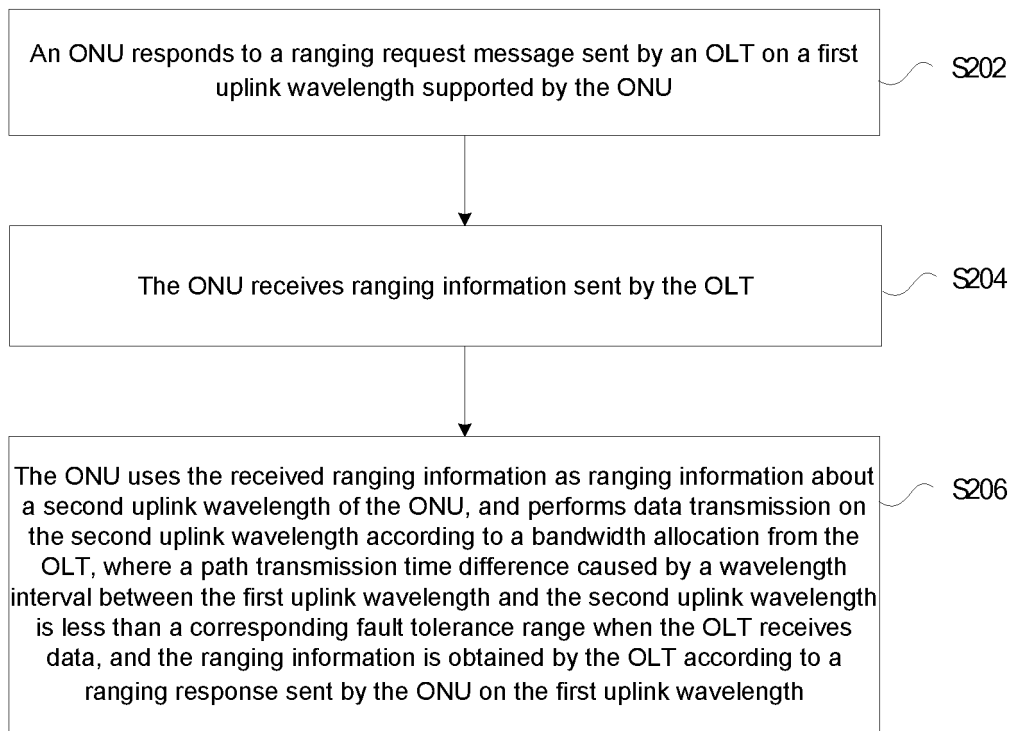 An ONU responds to a ranging request message sent by an OLT on a first
uplink wavelength supported by the ONU
S202
The ONU receives ranging information sent by the OLT
S204
The ONU uses the received ranging information as ranging information about
a second uplink wavelength of the ONU, and performs data transmission on
the second uplink wavelength according to a bandwidth allocation from the
OLT, where a path transmission time difference caused by a wavelength
interval between the first uplink wavelength and the second uplink wavelength
is less than a corresponding fault tolerance range when the OLT receives
data, and the ranging information is obtained by the OLT according to a
ranging response sent by the ONU on the first uplink wavelength
S206